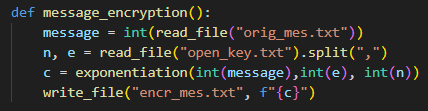 def message_encryption():
    message = int(read_file("orig_mes.txt"))
    n, e = read_file("open_key.txt").split(",")
    c = exponentiation(int(message),int(e), int(n))
    write_file("encr_mes.txt", f"{c}")